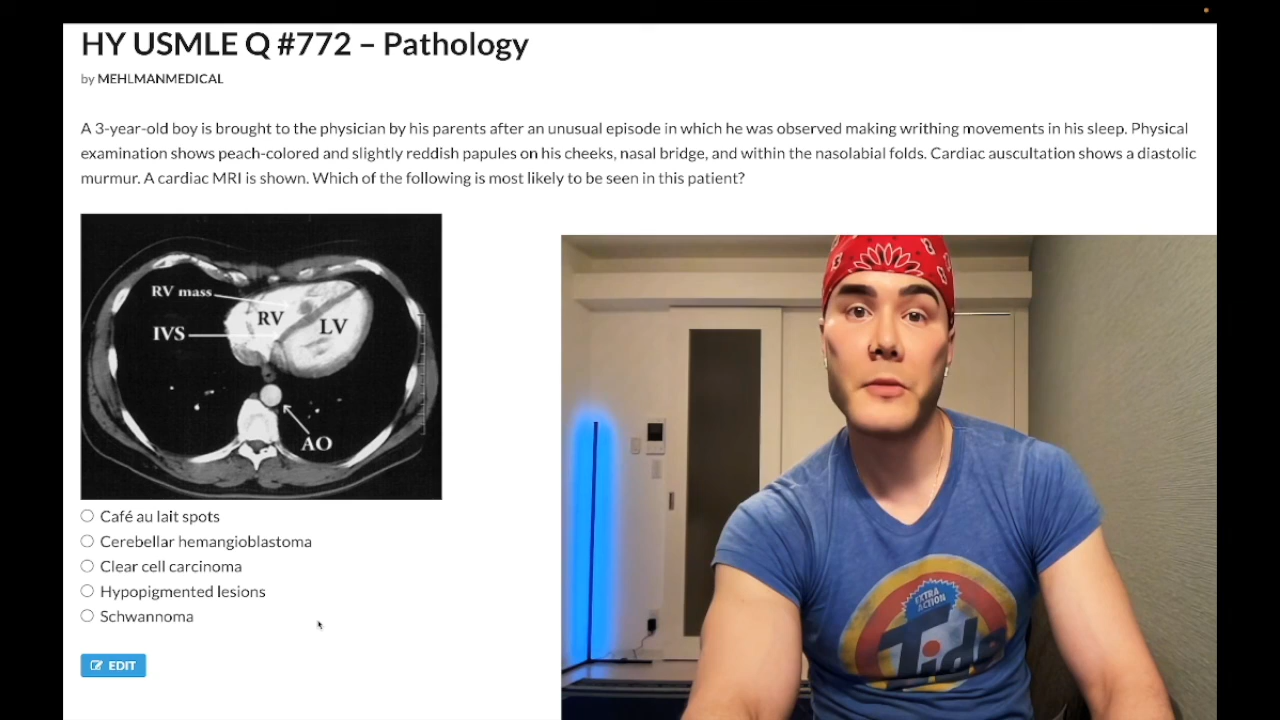 HY USMLE Q #772 – Pathology
by MEHLMANMEDICAL
A 3-year-old boy is brought to the physician by his parents after an unusual episode in which he was observed making writhing movements in his sleep. Physical
examination shows peach-colored and slightly reddish papules on his cheeks, nasal bridge, and within the nasolabial folds. Cardiac auscultation shows a diastolic
murmur. A cardiac MRI is shown. Which of the following is most likely to be seen in this patient?
RV mass
RV
LV
IVS
AO
Café au lait spots
Cerebellar hemangioblastoma
Clear cell carcinoma
Hypopigmented lesions
Schwannoma
EDIT
EXTRA
ACTION
Tide